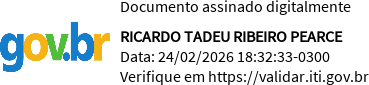 Documento assinado digitalmente
gov.br
RICARDO TADEU RIBEIRO PEARCE
Data: 24/02/2026 18:32:33-0300
Verifique em https://validar.iti.gov.br